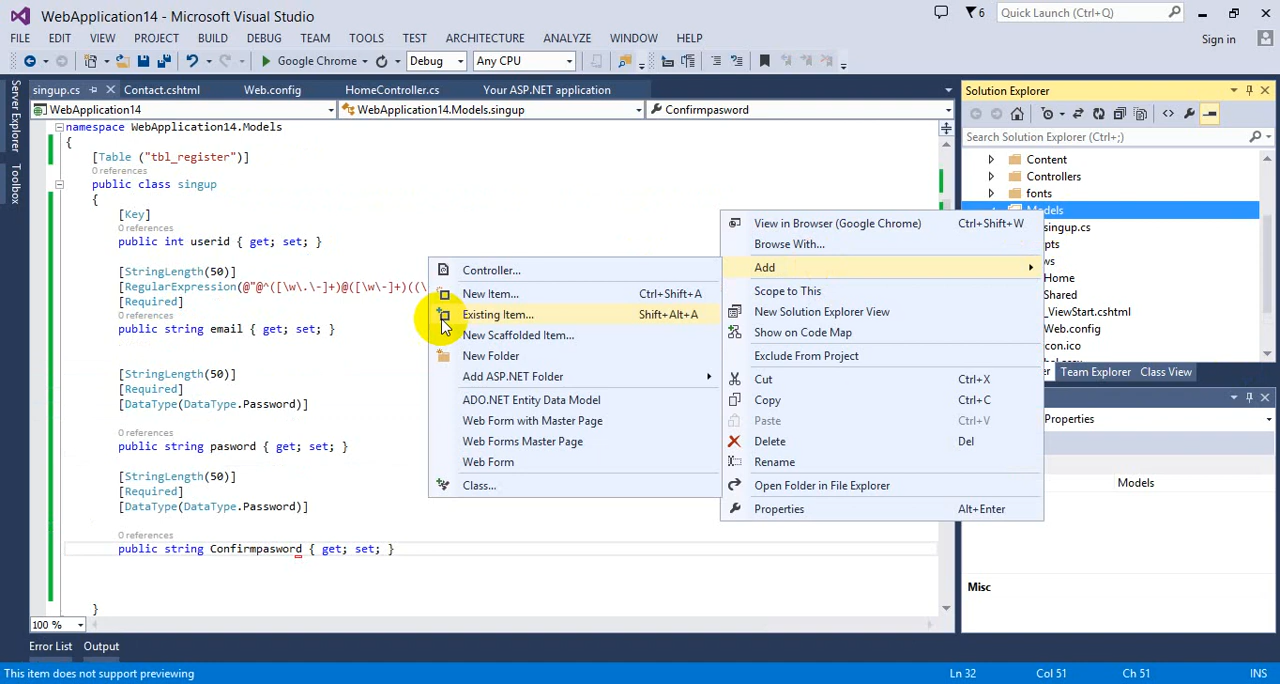 WebApplication14 - Microsoft Visual Studio
6
Quick Launch (Ctrl+Q)
FILE EDIT VIEW PROJECT BUILD DEBUG TEAM TOOLS TEST ARCHITECTURE ANALYZE WINDOW HELP
Sign in
Google Chrome Debug Any CPU
singup.cs Contact.cshtml Web.config HomeController.cs Your ASP.NET application
WebApplication14 WebApplication14.Models.singup Confirmpasword
Server Explorer
Toolbox
namespace WebApplication14.Models
{
[Table ("tbl_register")]
0 references
public class singup
{
[Key]
0 references
public int userid { get; set; }
[StringLength(50)]
[RegularExpression(@"@^([\w\.\-]+)@([\w\-]+)((\
[Required]
0 references
public string email { get; set; }
[StringLength(50)]
[Required]
[DataType(DataType.Password)]
0 references
public string pasword { get; set; }
[StringLength(50)]
[Required]
[DataType(DataType.Password)]
0 references
public string Confirmpasword { get; set; }
}
100 %
Controller...
New Item... Ctrl+Shift+A
Existing Item... Shift+Alt+A
New Scaffolded Item...
New Folder
Add ASP.NET Folder
ADO.NET Entity Data Model
Web Form with Master Page
Web Forms Master Page
Web Form
Class...
View in Browser (Google Chrome) Ctrl+Shift+W
Browse With...
Add
Scope to This
New Solution Explorer View
Show on Code Map
Exclude From Project
Cut Ctrl+X
Copy Ctrl+C
Paste Ctrl+V
Delete Del
Rename
Open Folder in File Explorer
Properties Alt+Enter
Solution Explorer
Search Solution Explorer (Ctrl+;)
Content
Controllers
fonts
Models
singup.cs
pts
ws
Home
Shared
_ViewStart.cshtml
Web.config
con.ico
Team Explorer Class View
Properties
Models
Misc
Error List Output
This item does not support previewing
Ln 32 Col 51 Ch 51 INS